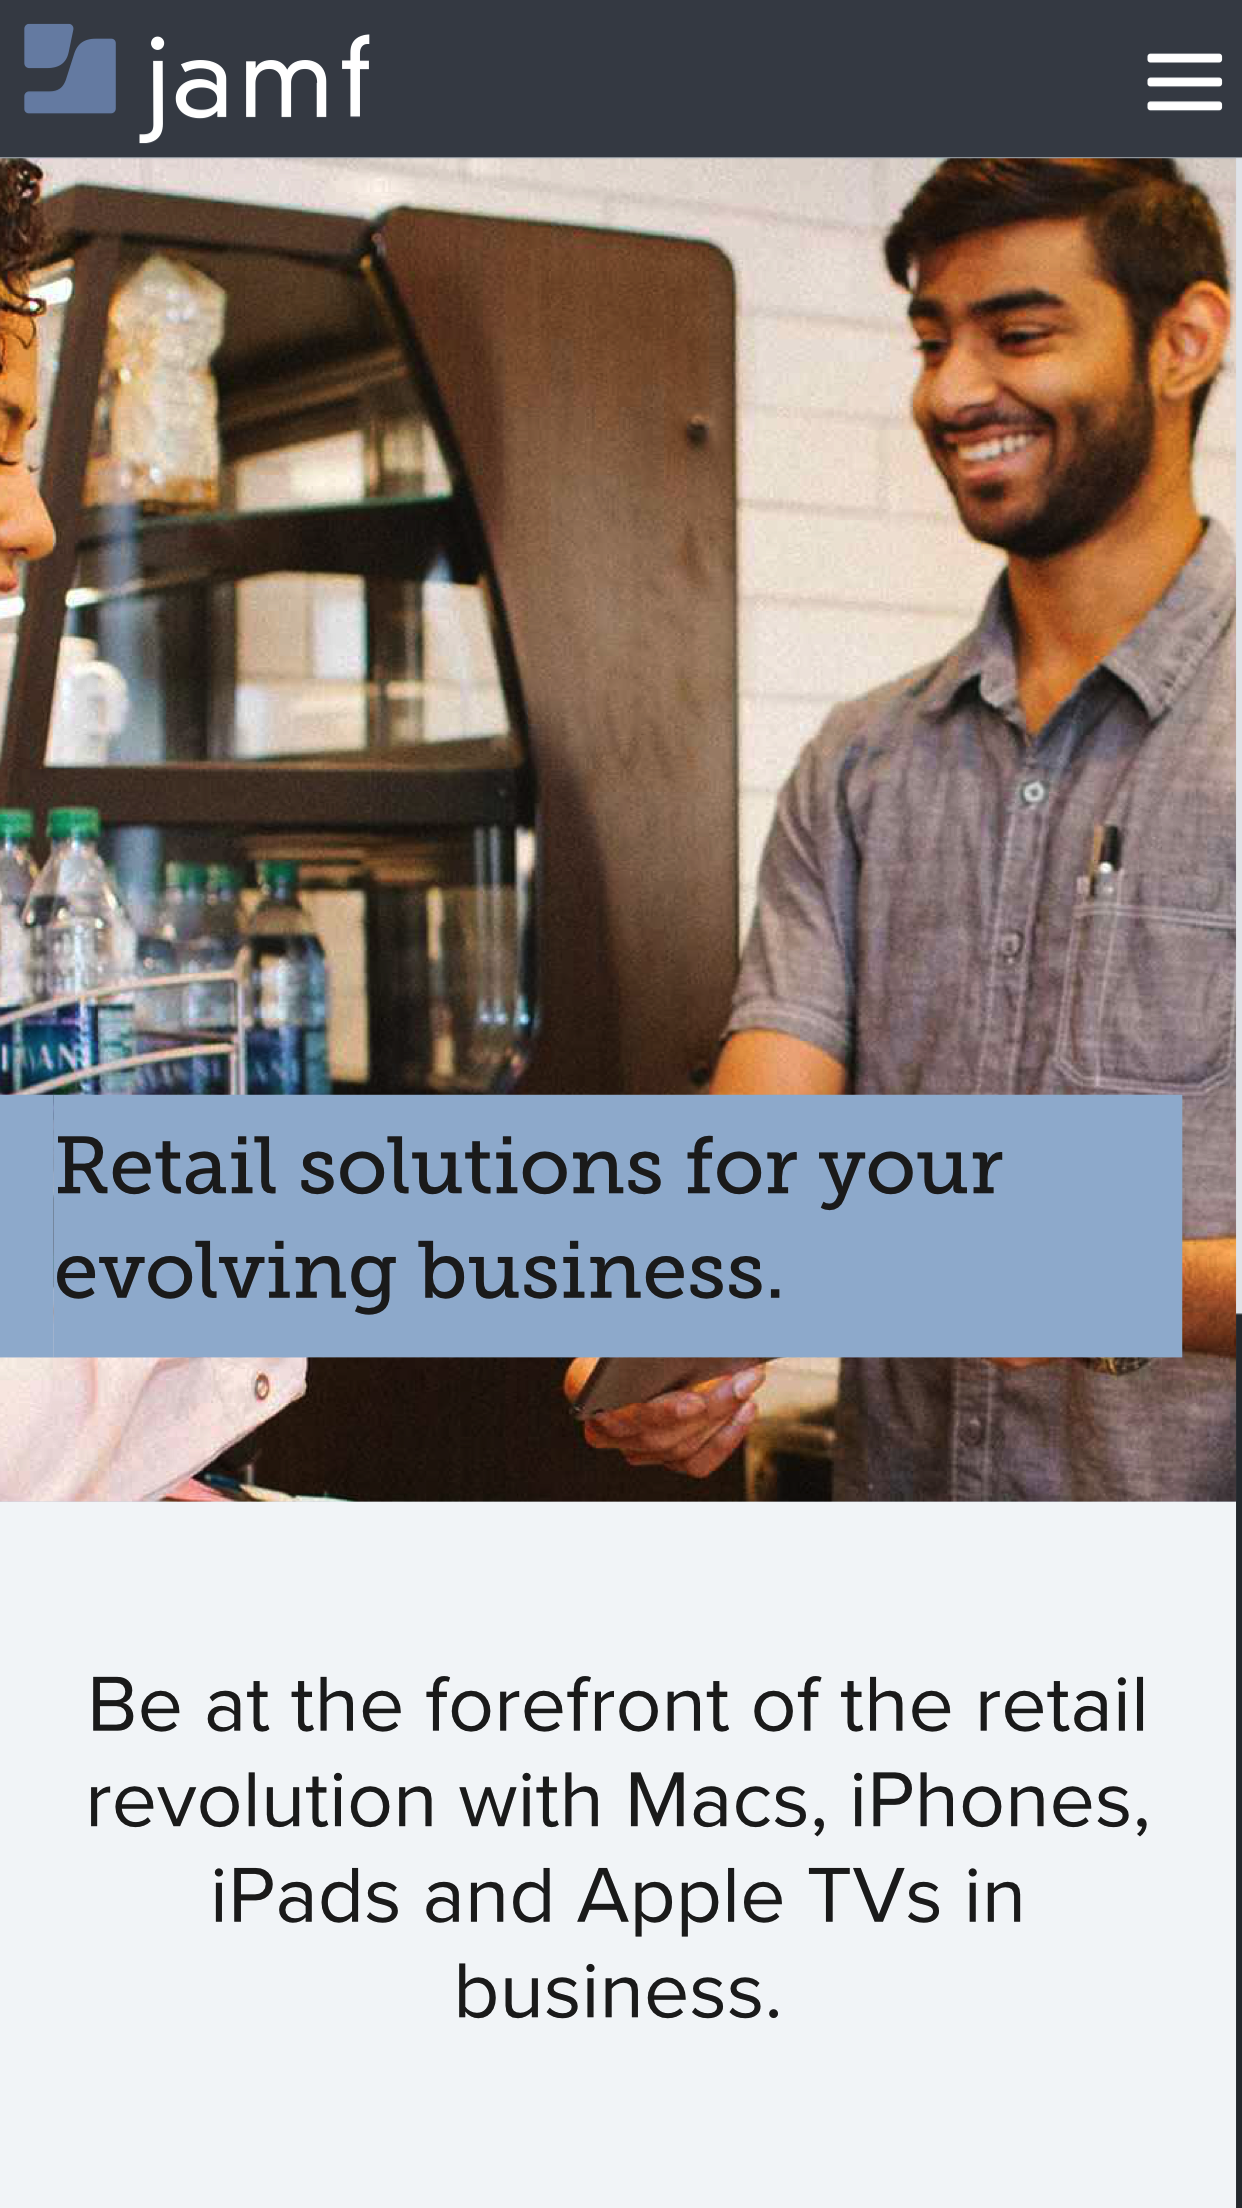 jamf
Retail solutions for your
evolving business.
Be at the forefront of the retail
revolution with Macs, iPhones,
iPads and Apple TVs in
business.